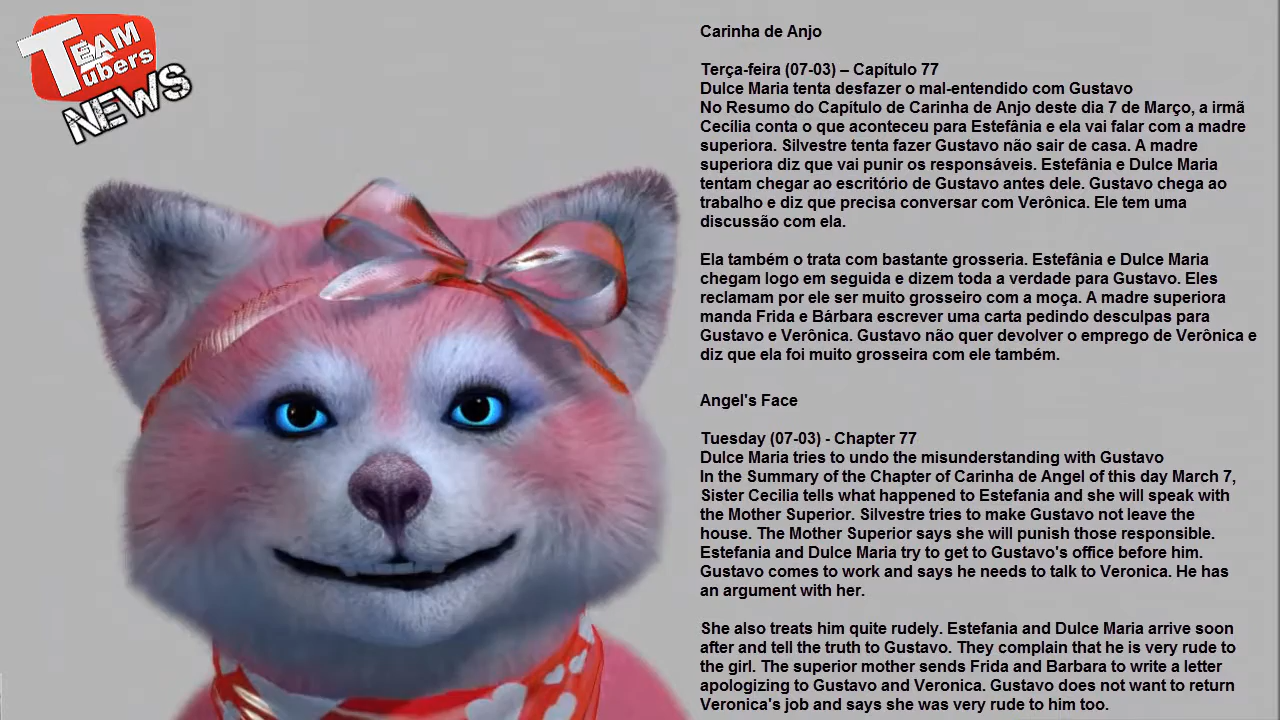 TEAM
Tubers
NEWS
Carinha de Anjo
Terça-feira (07-03) – Capítulo 77
Dulce Maria tenta desfazer o mal-entendido com Gustavo
No Resumo do Capítulo de Carinha de Anjo deste dia 7 de Março, a irmã
Cecília conta o que aconteceu para Estefânia e ela vai falar com a madre
superiora. Silvestre tenta fazer Gustavo não sair de casa. A madre
superiora diz que vai punir os responsáveis. Estefânia e Dulce Maria
tentam chegar ao escritório de Gustavo antes dele. Gustavo chega ao
trabalho e diz que precisa conversar com Verônica. Ele tem uma
discussão com ela.
Ela também o trata com bastante grosseria. Estefânia e Dulce Maria
chegam logo em seguida e dizem toda a verdade para Gustavo. Eles
reclamam por ele ser muito grosseiro com a moça. A madre superiora
manda Frida e Bárbara escrever uma carta pedindo desculpas para
Gustavo e Verônica. Gustavo não quer devolver o emprego de Verônica e
diz que ela foi muito grosseira com ele também.
Angel's Face
Tuesday (07-03) - Chapter 77
Dulce Maria tries to undo the misunderstanding with Gustavo
In the Summary of the Chapter of Carinha de Angel of this day March 7,
Sister Cecilia tells what happened to Estefania and she will speak with
the Mother Superior. Silvestre tries to make Gustavo not leave the
house. The Mother Superior says she will punish those responsible.
Estefania and Dulce Maria try to get to Gustavo's office before him.
Gustavo comes to work and says he needs to talk to Veronica. He has
an argument with her.
She also treats him quite rudely. Estefania and Dulce Maria arrive soon
after and tell the truth to Gustavo. They complain that he is very rude to
the girl. The superior mother sends Frida and Barbara to write a letter
apologizing to Gustavo and Veronica. Gustavo does not want to return
Veronica's job and says she was very rude to him too.